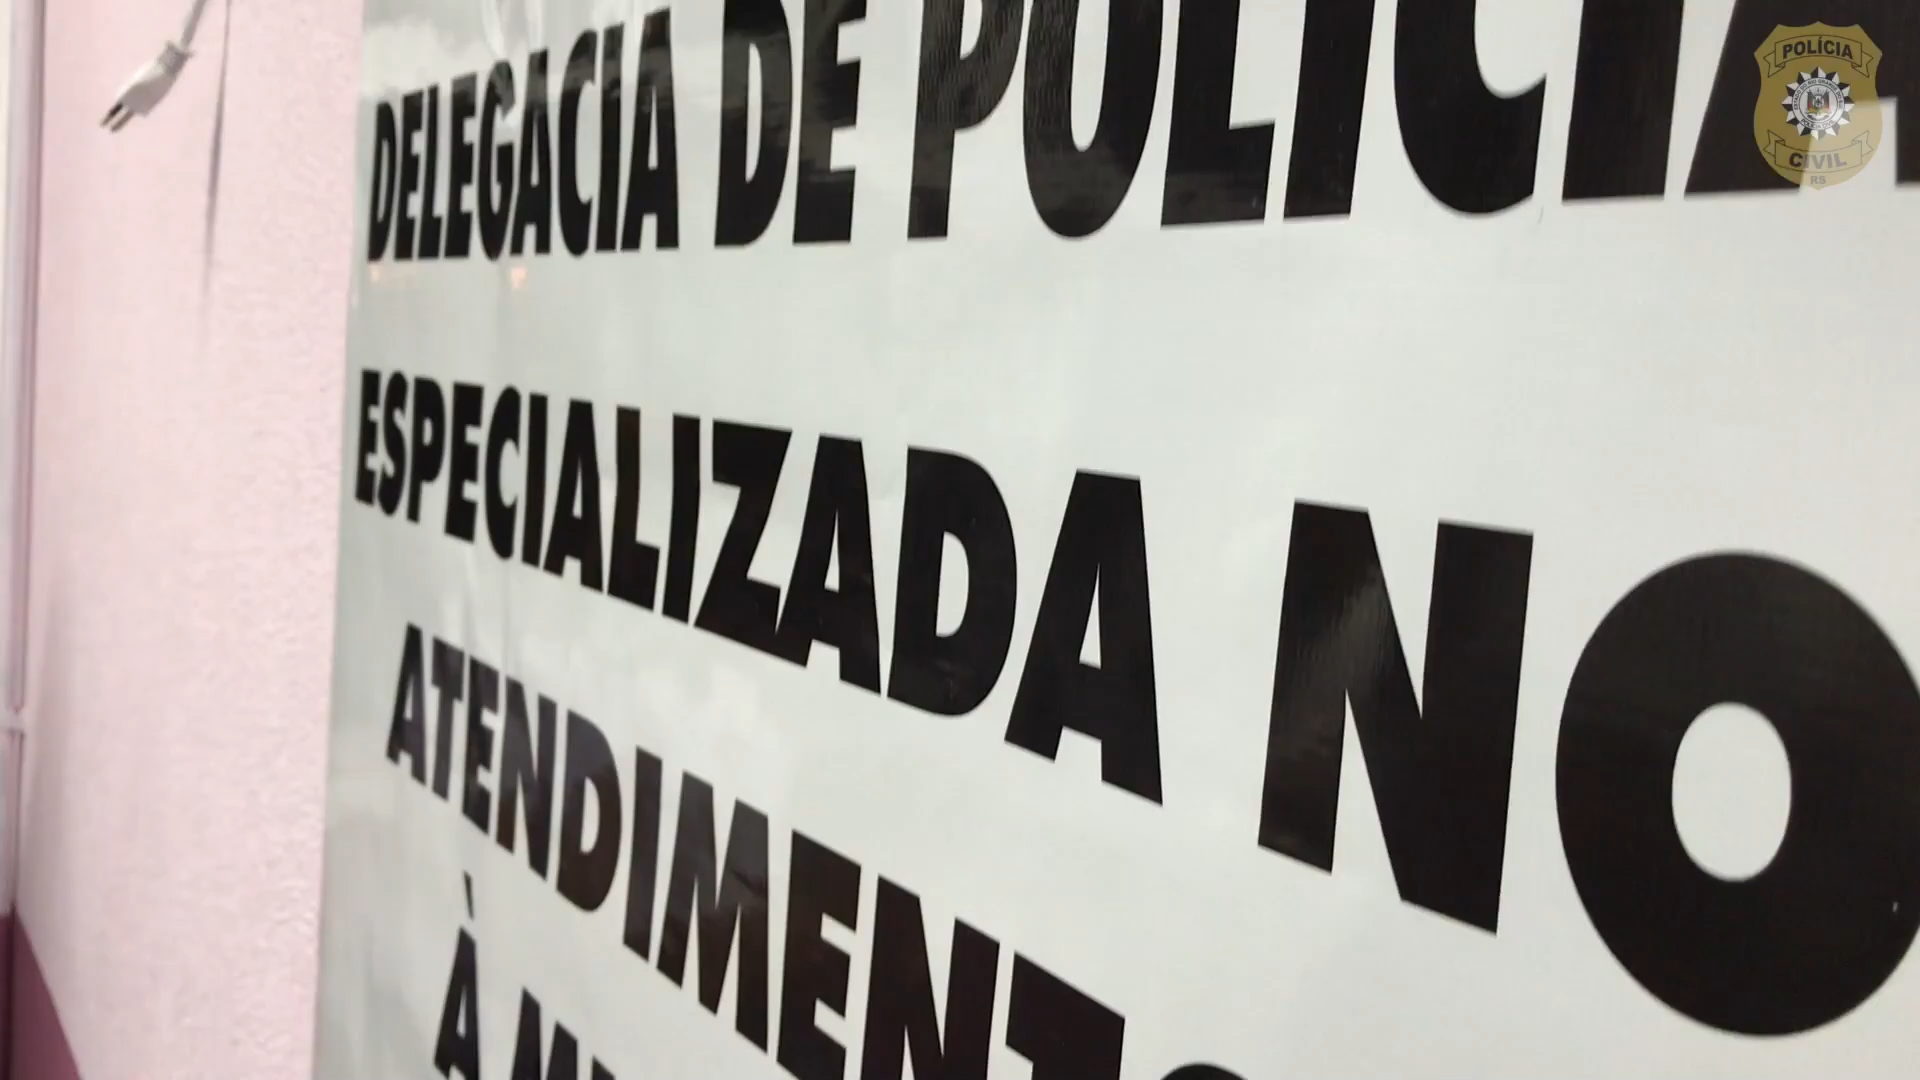 DELEGACIA DE POLÍCIA
ESPECIALIZADA NO
ATENDIMENTO
À
POLÍCIA
CIVIL
RS